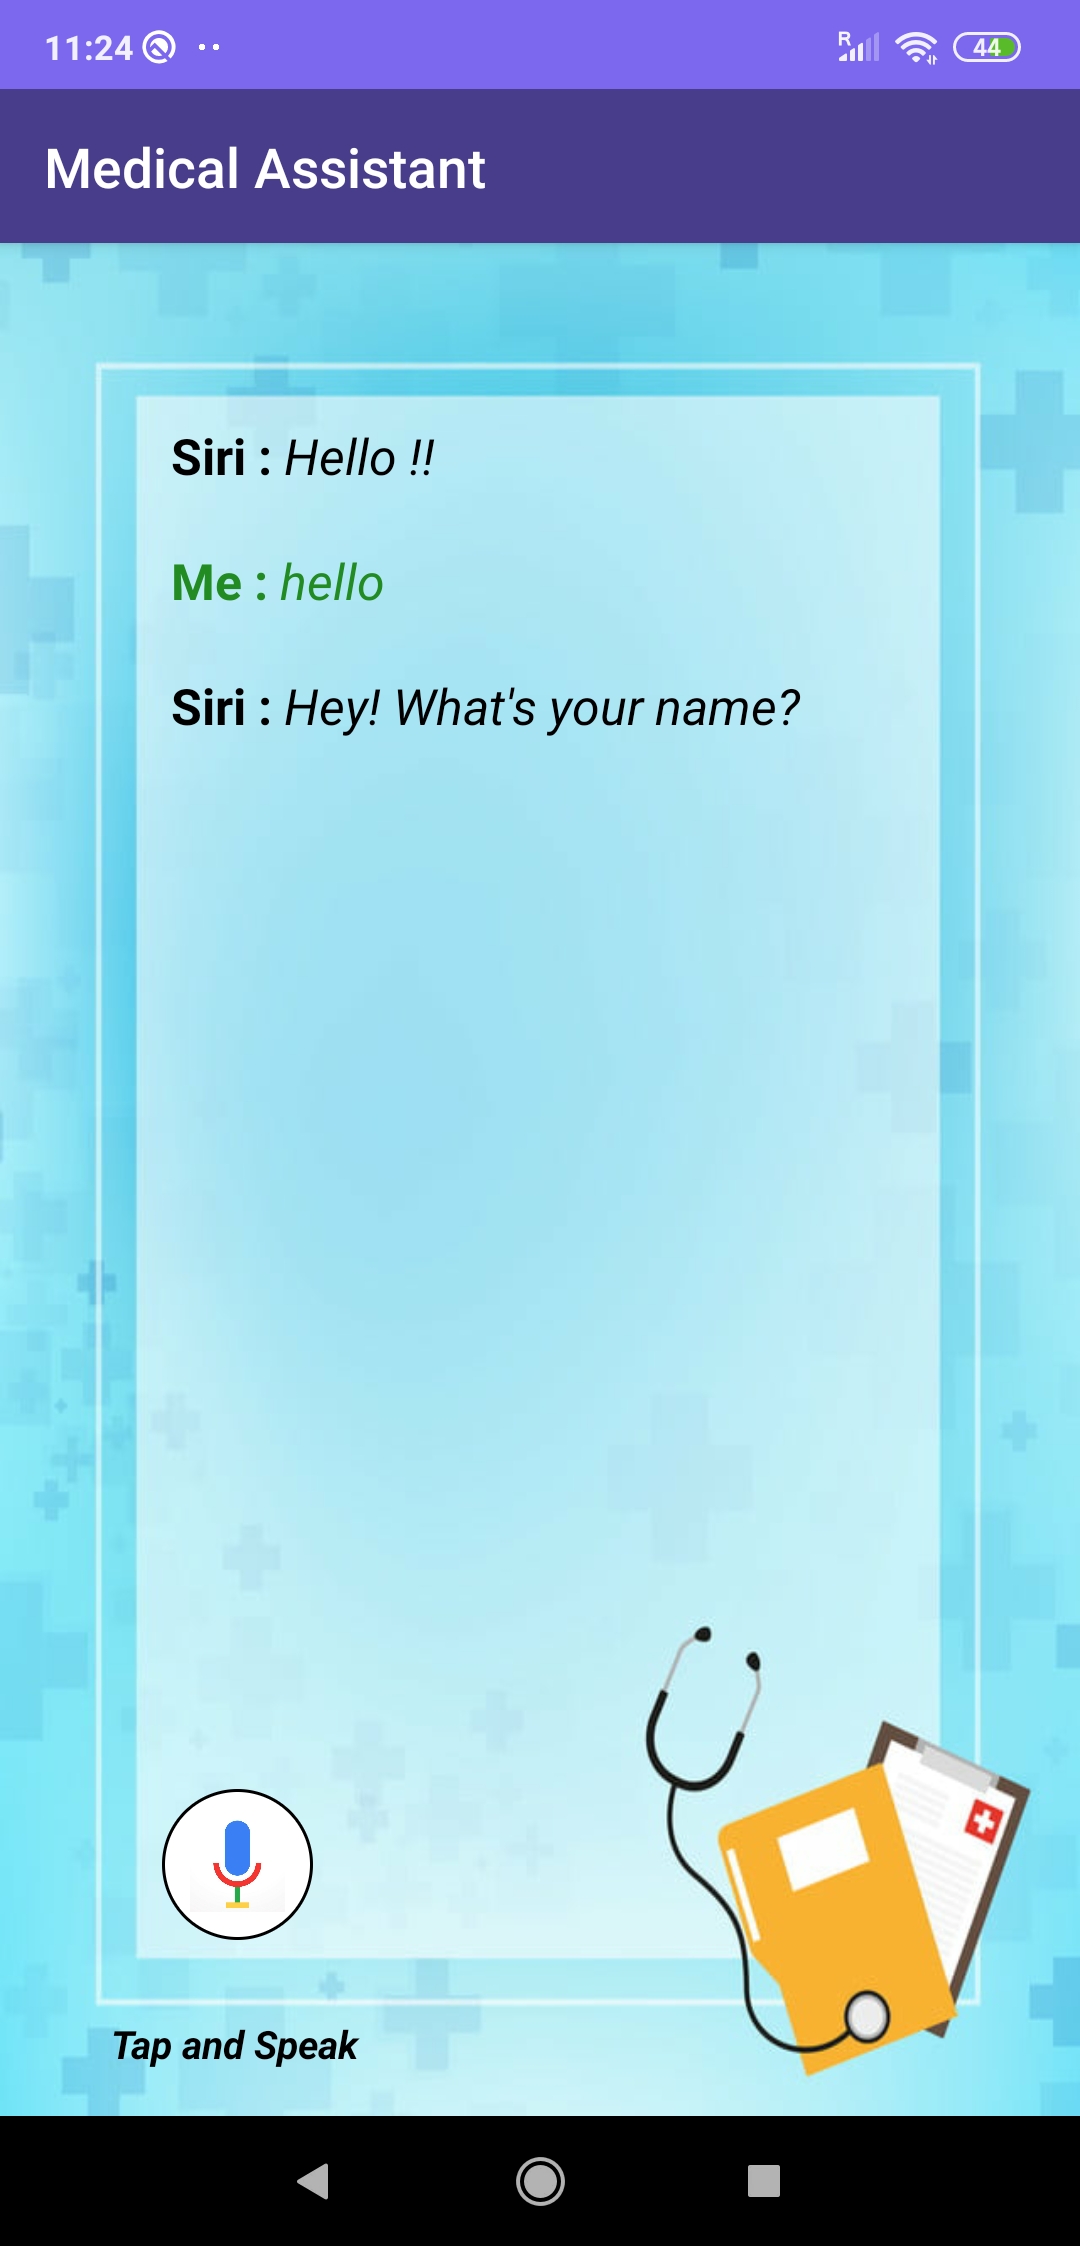 11:24
R
44
Medical Assistant
Siri : Hello !!
Me : hello
Siri : Hey! What's your name?
Tap and Speak